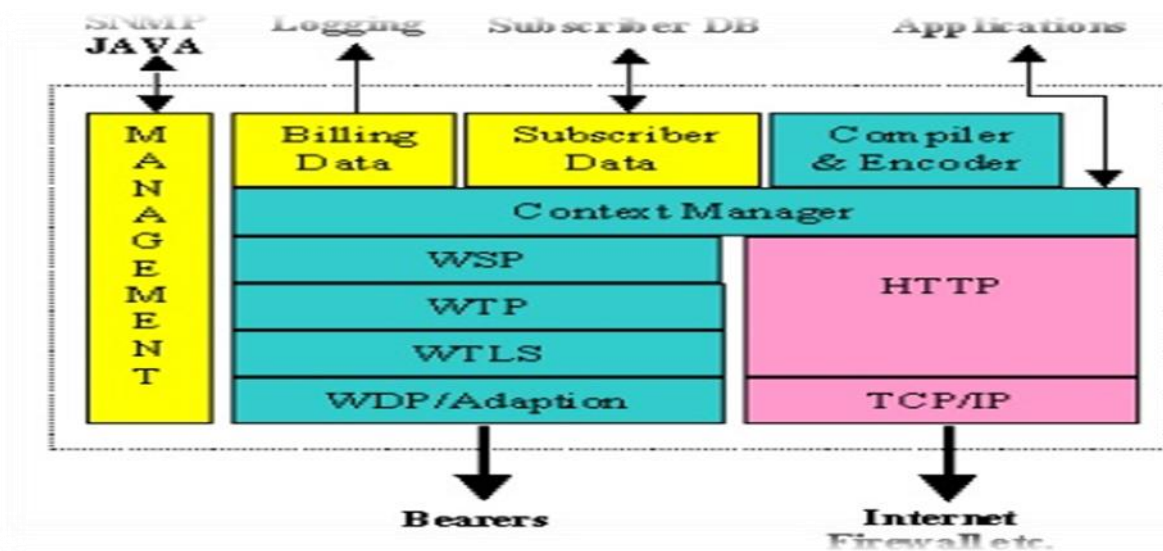 SNMP
JAVA
Logging
Subscriber DB
Applications
MANAGEMENT
Billing
Data
Subscriber
Data
Compiler
& Encoder
Context Manager
WSP
HTTP
WTP
WTLS
WDP/Adaption
TCP/IP
Bearers
Internet
Firewall etc.